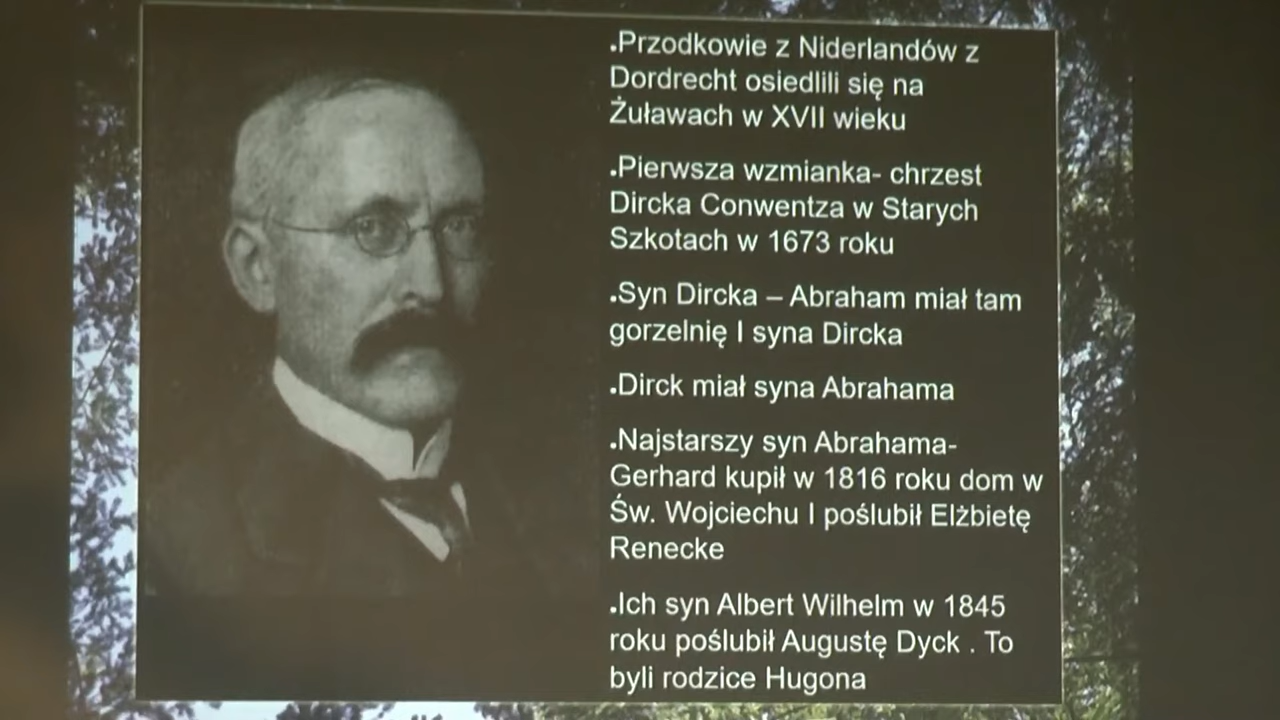 .Przodkowie z Niderlandów z
Dordrecht osiedlili się na
Żuławach w XVII wieku
.Pierwsza wzmianka- chrzest
Dircka Conwentza w Starych
Szkotach w 1673 roku
.Syn Dircka – Abraham miał tam
gorzelnię I syna Dircka
.Dirck miał syna Abrahama
.Najstarszy syn Abrahama-
Gerhard kupił w 1816 roku dom w
Św. Wojciechu I poślubił Elżbietę
Renecke
.Ich syn Albert Wilhelm w 1845
roku poślubił Augustę Dyck . To
byli rodzice Hugona